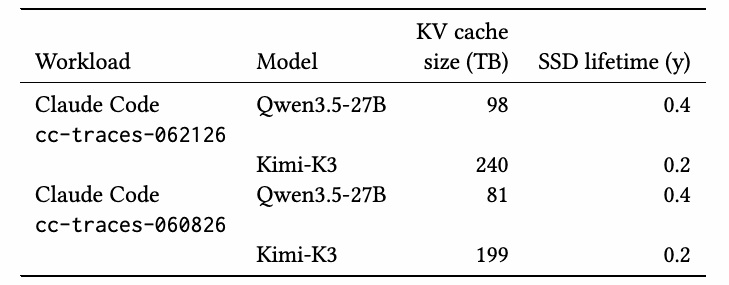 KV cache
Workload Model size (TB) SSD lifetime (y)
Claude Code Qwen3.5-27B 98 0.4
cc-traces-062126
Kimi-K3 240 0.2
Claude Code Qwen3.5-27B 81 0.4
cc-traces-060826
Kimi-K3 199 0.2